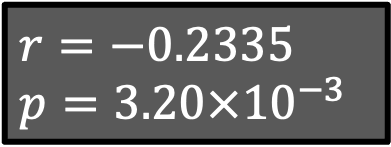 r = −0.2335
p = 3.20×10⁻³